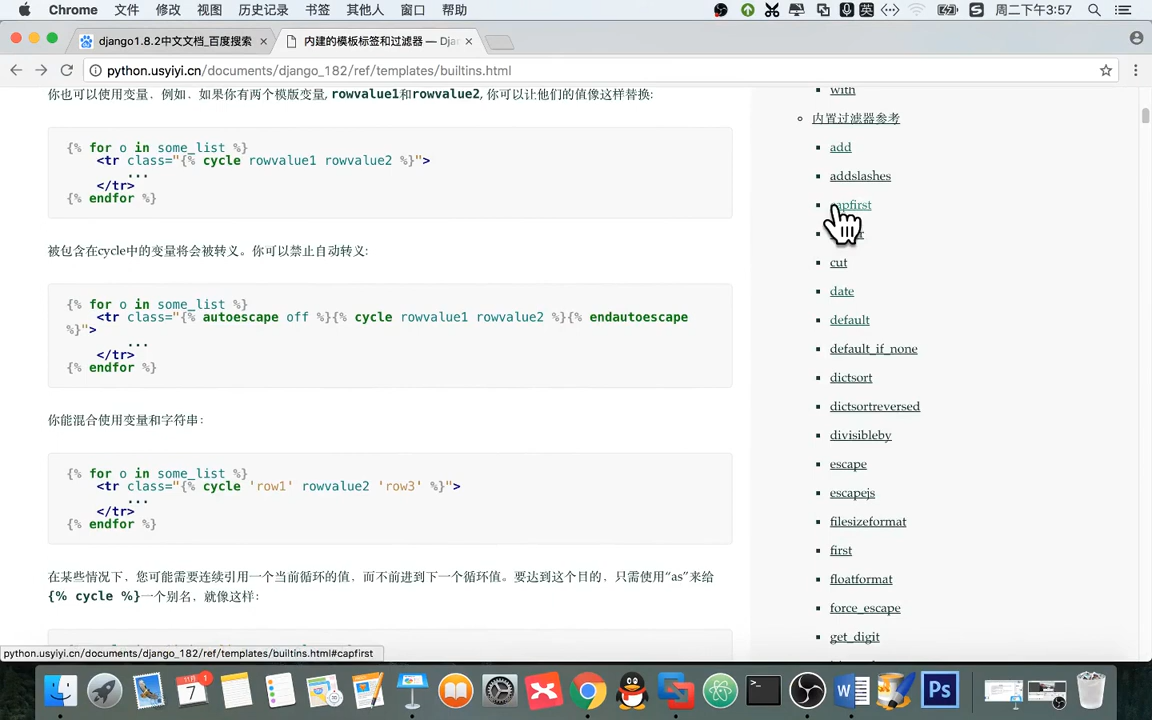 Chrome 文件 修改 视图 历史记录 书签 其他人 窗口 帮助 英 周二下午3:57
django1.8.2中文文档_百度搜索 内建的模板标签和过滤器 — Dja
python.usyiyi.cn/documents/django_182/ref/templates/builtins.html
你也可以使用变量. 例如. 如果你有两个模版变量, rowvalue1和rowvalue2, 你可以让他们的值像这样替换:
{% for o in some_list %}
<tr class="{% cycle rowvalue1 rowvalue2 %}">
...
</tr>
{% endfor %}
被包含在cycle中的变量将会被转义。你可以禁止自动转义:
{% for o in some_list %}
<tr class="{% autoescape off %}{% cycle rowvalue1 rowvalue2 %}{% endautoescape
%}">
...
</tr>
{% endfor %}
你能混合使用变量和字符串:
{% for o in some_list %}
<tr class="{% cycle 'row1' rowvalue2 'row3' %}">
...
</tr>
{% endfor %}
在某些情况下，您可能需要连续引用一个当前循环的值，而不前进到下一个循环值。要达到这个目的，只需使用“as”来给
{% cycle %}一个别名，就像这样:
with
内置过滤器参考
add
addslashes
capfirst
cut
date
default
default_if_none
dictsort
dictsortreversed
divisibleby
escape
escapejs
filesizeformat
first
floatformat
force_escape
get_digit
python.usyiyi.cn/documents/django_182/ref/templates/builtins.html#capfirst
11月
7
1
W
Ps